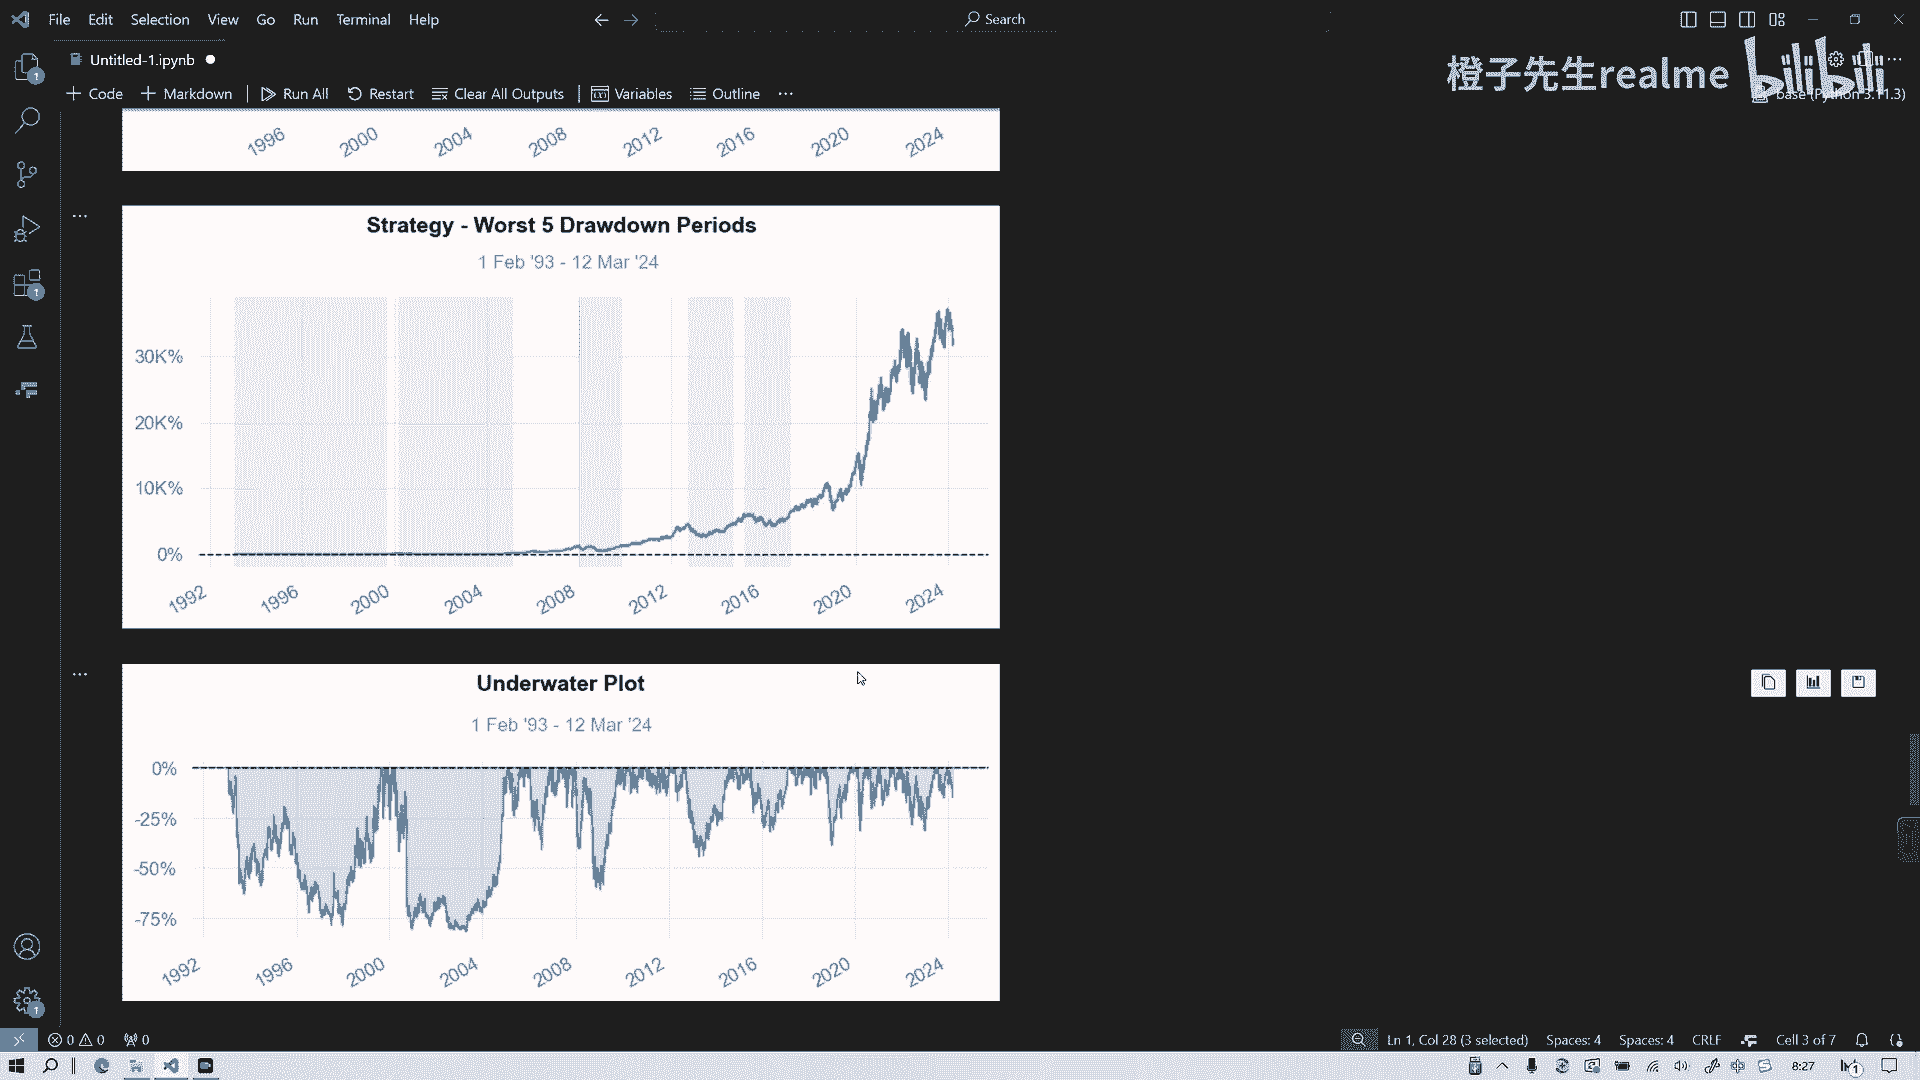 File Edit Selection View Go Run Terminal Help
Search
Untitled-1.ipynb
橙子先生realme bilibili
Code Markdown Run All Restart Clear All Outputs Variables Outline ...
base (Python 3.11.3)
1996 2000 2004 2008 2012 2016 2020 2024
Strategy - Worst 5 Drawdown Periods
1 Feb '93 - 12 Mar '24
30K%
20K%
10K%
0%
1992 1996 2000 2004 2008 2012 2016 2020 2024
Underwater Plot
1 Feb '93 - 12 Mar '24
0%
-25%
-50%
-75%
1992 1996 2000 2004 2008 2012 2016 2020 2024
0 0 0
Ln 1, Col 28 (3 selected) Spaces: 4 Spaces: 4 CRLF Cell 3 of 7
8:27